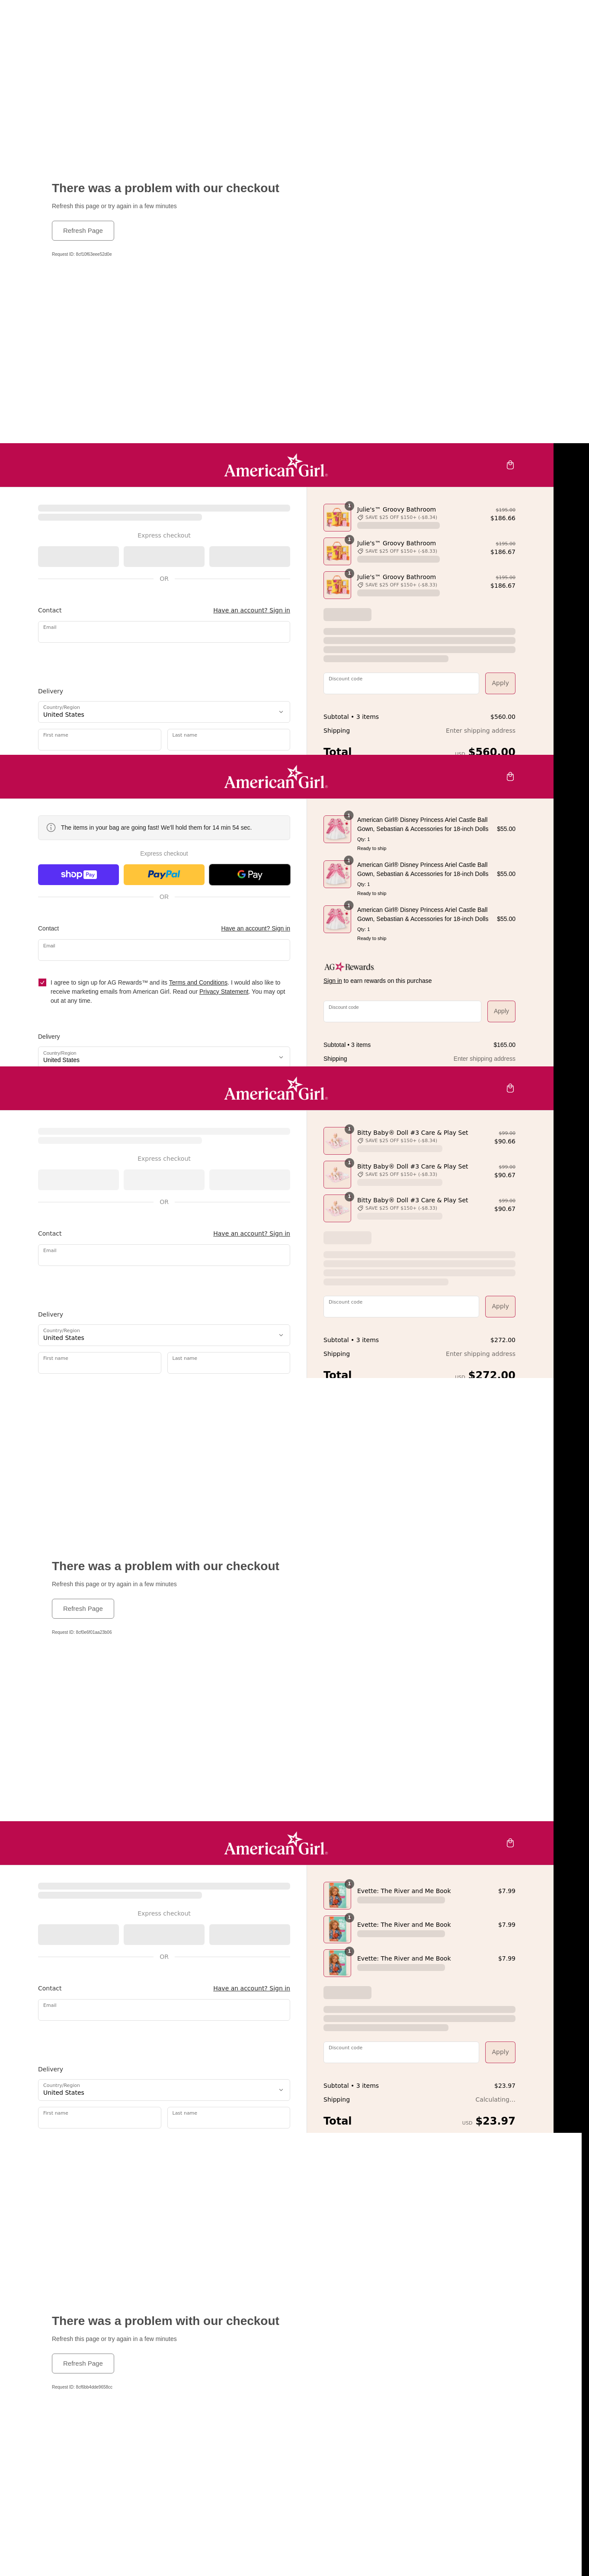 There was a problem with our checkout
Refresh this page or try again in a few minutes
Refresh Page
American Girl®
Express checkout
OR
Contact
Have an account? Sign in
Email
Delivery
Country/Region
United States
First name
Last name
1
Julie's™ Groovy Bathroom
$195.00
SAVE $25 OFF $150+ (-$8.34)
$186.66
1
Julie's™ Groovy Bathroom
$195.00
SAVE $25 OFF $150+ (-$8.33)
$186.67
1
Julie's™ Groovy Bathroom
$195.00
SAVE $25 OFF $150+ (-$8.33)
$186.67
Discount code
Apply
Subtotal • 3 items
$560.00
Shipping
Enter shipping address
Total
USD
$560.00
American Girl®
The items in your bag are going fast! We'll hold them for 14 min 54 sec.
Express checkout
shop Pay
PayPal
G Pay
OR
Contact
Have an account? Sign in
Email
I agree to sign up for AG Rewards™ and its Terms and Conditions. I would also like to
receive marketing emails from American Girl. Read our Privacy Statement. You may opt
out at any time.
Delivery
Country/Region
United States
1
American Girl® Disney Princess Ariel Castle Ball
Gown, Sebastian & Accessories for 18-inch Dolls
$55.00
Qty: 1
Ready to ship
1
American Girl® Disney Princess Ariel Castle Ball
Gown, Sebastian & Accessories for 18-inch Dolls
$55.00
Qty: 1
Ready to ship
1
American Girl® Disney Princess Ariel Castle Ball
Gown, Sebastian & Accessories for 18-inch Dolls
$55.00
Qty: 1
Ready to ship
AG Rewards
Sign in to earn rewards on this purchase
Discount code
Apply
Subtotal • 3 items
$165.00
Shipping
Enter shipping address
American Girl®
Express checkout
OR
Contact
Have an account? Sign in
Email
Delivery
Country/Region
United States
First name
Last name
1
Bitty Baby® Doll #3 Care & Play Set
$99.00
SAVE $25 OFF $150+ (-$8.34)
$90.66
1
Bitty Baby® Doll #3 Care & Play Set
$99.00
SAVE $25 OFF $150+ (-$8.33)
$90.67
1
Bitty Baby® Doll #3 Care & Play Set
$99.00
SAVE $25 OFF $150+ (-$8.33)
$90.67
Discount code
Apply
Subtotal • 3 items
$272.00
Shipping
Enter shipping address
Total
USD
$272.00
There was a problem with our checkout
Refresh this page or try again in a few minutes
Refresh Page
American Girl®
Express checkout
OR
Contact
Have an account? Sign in
Email
Delivery
Country/Region
United States
First name
Last name
1
Evette: The River and Me Book
$7.99
1
Evette: The River and Me Book
$7.99
1
Evette: The River and Me Book
$7.99
Discount code
Apply
Subtotal • 3 items
$23.97
Shipping
Calculating...
Total
USD
$23.97
There was a problem with our checkout
Refresh this page or try again in a few minutes
Refresh Page